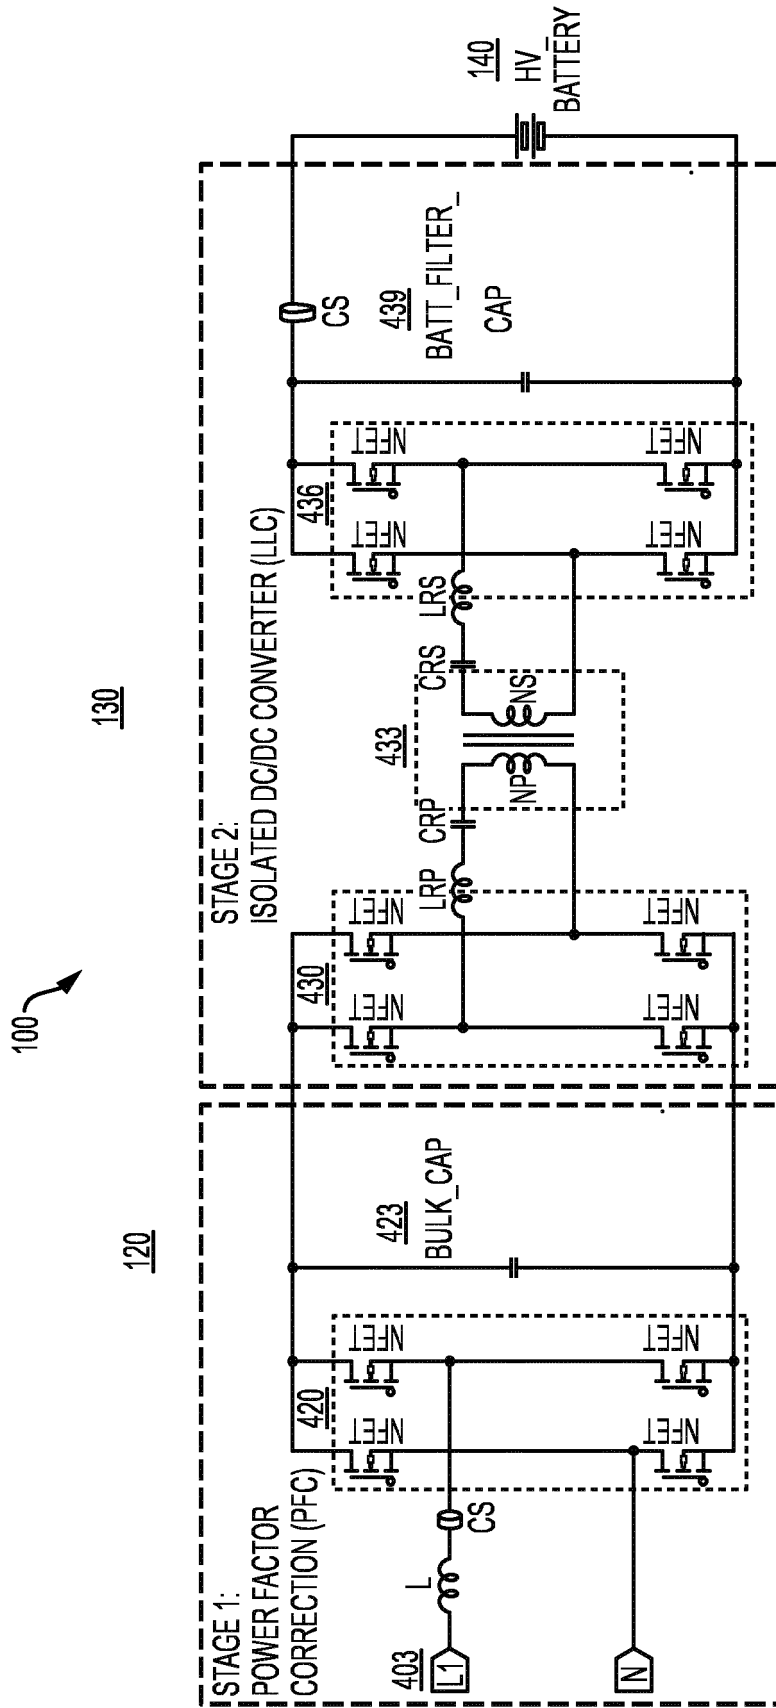 100
120
130
STAGE 1:
POWER FACTOR
CORRECTION (PFC)
403
L1
N
L
CS
420
NFET
NFET
NFET
NFET
423
BULK_CAP
STAGE 2:
ISOLATED DC/DC CONVERTER (LLC)
430
NFET
NFET
NFET
NFET
LRP
CRP
433
NP
NS
CRS
LRS
436
NFET
NFET
NFET
NFET
CS
439
BATT_FILTER_
CAP
140
HV_
BATTERY